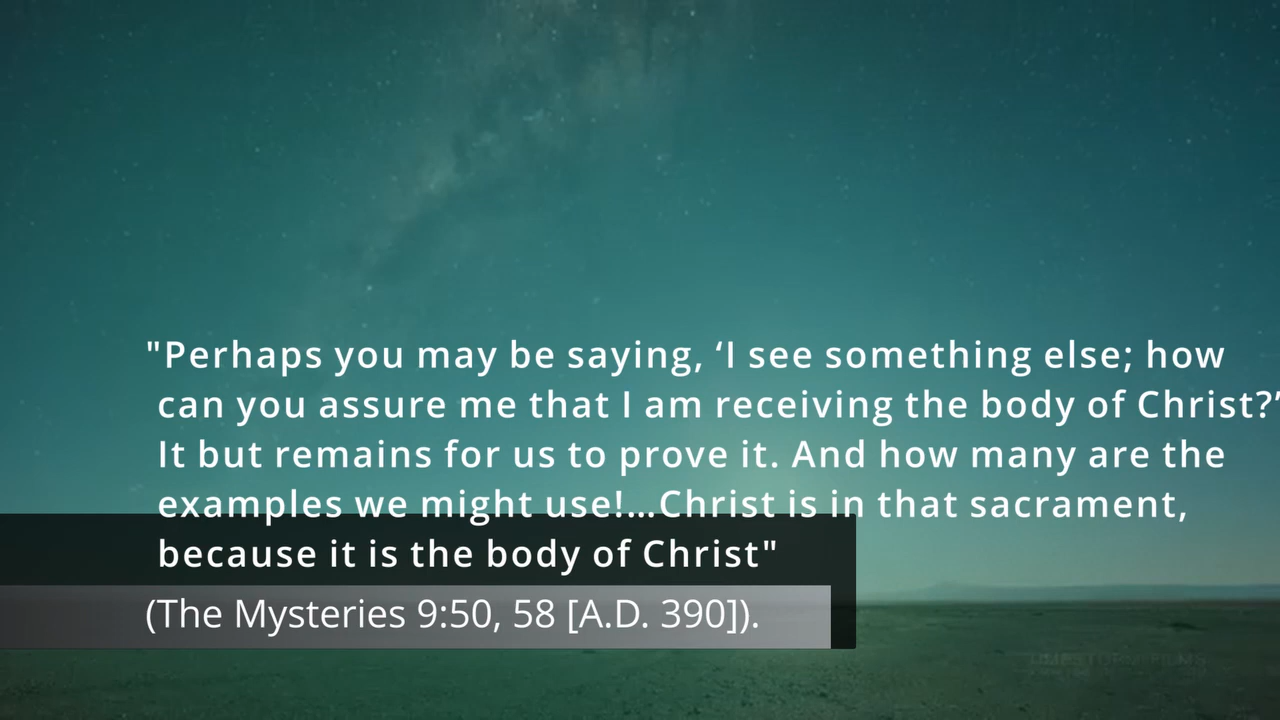 "Perhaps you may be saying, ‘I see something else; how
can you assure me that I am receiving the body of Christ?’
It but remains for us to prove it. And how many are the
examples we might use!...Christ is in that sacrament,
because it is the body of Christ"
(The Mysteries 9:50, 58 [A.D. 390]).